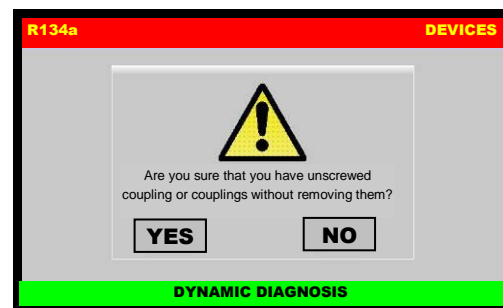 R134a DEVICES
Are you sure that you have unscrewed
coupling or couplings without removing them?
YES NO
DYNAMIC DIAGNOSIS